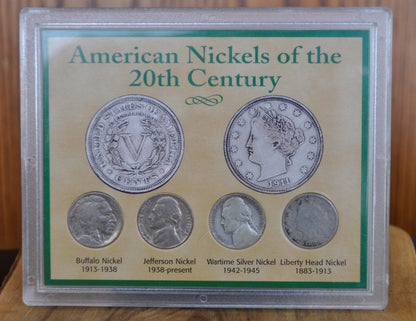 American Nickels of the
20th Century
UNITED STATES OF AMERICA
V
CENTS
1911
Buffalo Nickel
1913-1938
Jefferson Nickel
1938-present
Wartime Silver Nickel
1942-1945
Liberty Head Nickel
1883-1913